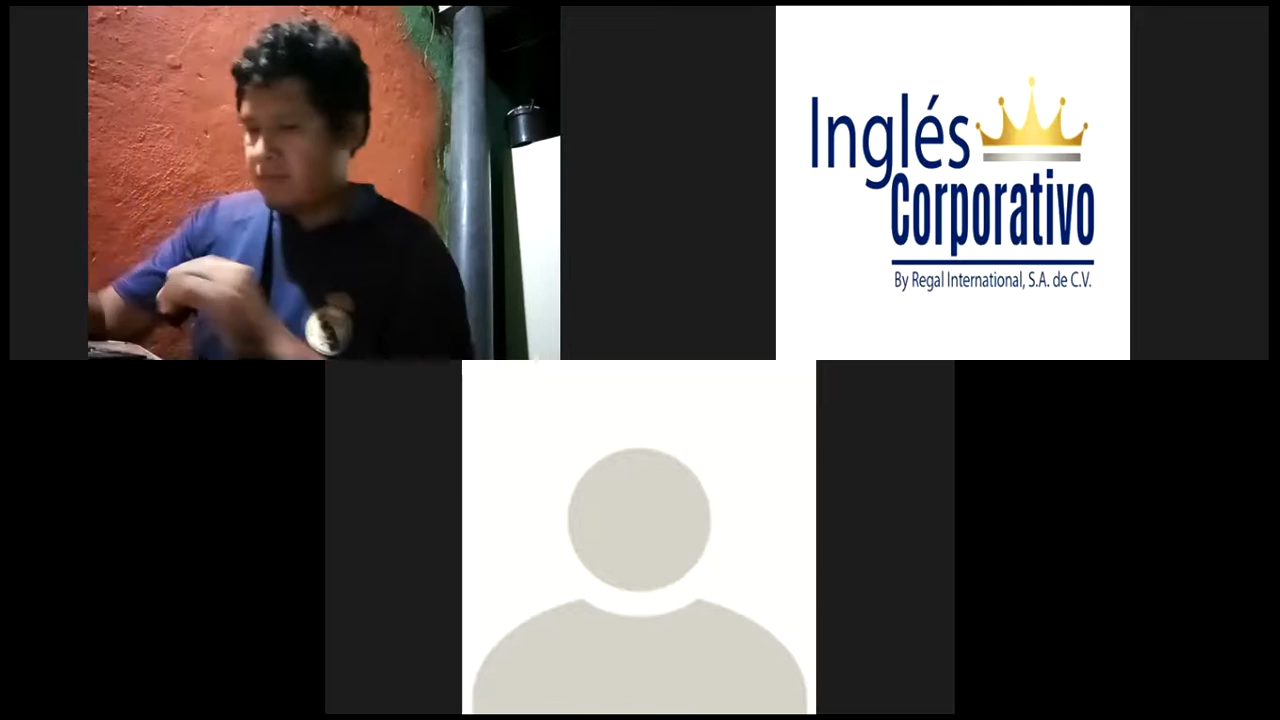 Inglés
Corporativo
By Regal International, S.A. de C.V.